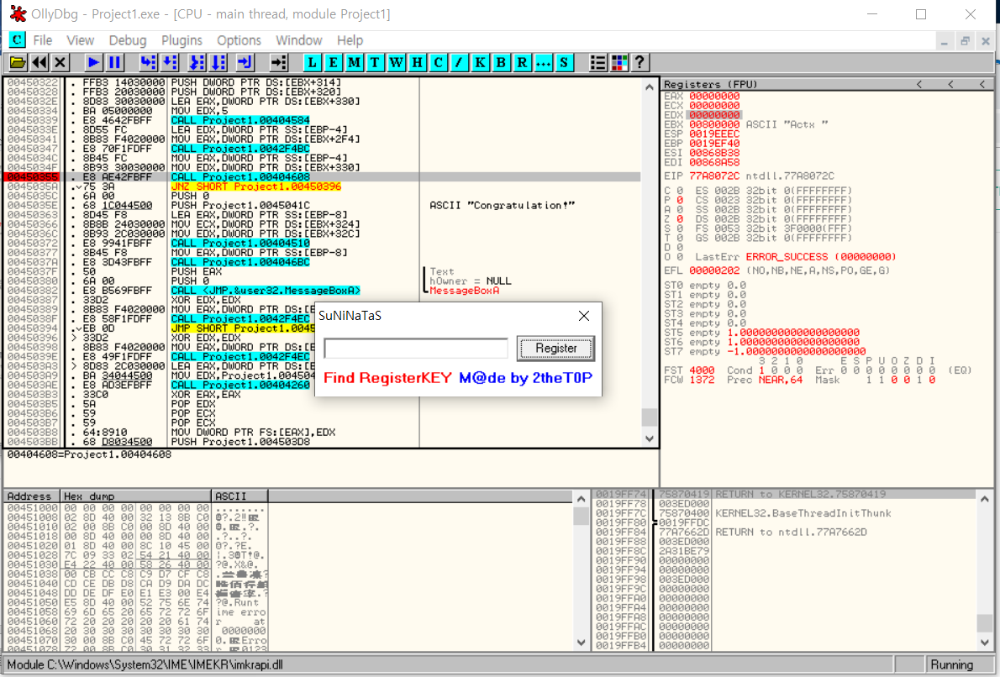 OllyDbg - Project1.exe - [CPU - main thread, module Project1]
C File View Debug Plugins Options Window Help
L E M T W H C / K B R ... S ?
00450322 . FFB3 14030000 PUSH DWORD PTR DS:[EBX+314]
00450328 . FFB3 20030000 PUSH DWORD PTR DS:[EBX+320]
0045032E . 8D83 30030000 LEA EAX,DWORD PTR DS:[EBX+330]
00450334 . BA 05000000 MOV EDX,5
00450339 . E8 4642FBFF CALL Project1.00404584
0045033E . 8D55 FC LEA EDX,DWORD PTR SS:[EBP-4]
00450341 . 8B83 F4020000 MOV EAX,DWORD PTR DS:[EBX+2F4]
00450347 . E8 70F1FDFF CALL Project1.0042F4BC
0045034C . 8B45 FC MOV EAX,DWORD PTR SS:[EBP-4]
0045034F . 8B93 30030000 MOV EDX,DWORD PTR DS:[EBX+330]
00450355 . E8 AE42FBFF CALL Project1.00404608
0045035A .v75 3A JNZ SHORT Project1.00450396
0045035C . 6A 00 PUSH 0
0045035E . 68 1C044500 PUSH Project1.0045041C ASCII "Congratulation!"
00450363 . 8D45 F8 LEA EAX,DWORD PTR SS:[EBP-8]
00450366 . 8B8B 24030000 MOV ECX,DWORD PTR DS:[EBX+324]
0045036C . 8B93 2C030000 MOV EDX,DWORD PTR DS:[EBX+32C]
00450372 . E8 9941FBFF CALL Project1.00404510
00450377 . 8B45 F8 MOV EAX,DWORD PTR SS:[EBP-8]
0045037A . E8 3D43FBFF CALL Project1.004046BC
0045037F . 50 PUSH EAX Text
00450380 . 6A 00 PUSH 0 hOwner = NULL
00450382 . E8 B569FBFF CALL <JMP.&user32.MessageBoxA> MessageBoxA
00450387 . 33D2 XOR EDX,EDX
00450389 . 8B83 F4020000 MOV EAX,DWORD PTR DS:[E
0045038F . E8 58F1FDFF CALL Project1.0042F4EC
00450394 .vEB 0D JMP SHORT Project1.0045
00450396 > 33D2 XOR EDX,EDX
00450398 . 8B83 F4020000 MOV EAX,DWORD PTR DS:[E
0045039E . E8 49F1FDFF CALL Project1.0042F4EC
004503A3 > 8D83 2C030000 LEA EAX,DWORD PTR DS:[E
004503A9 . BA 34044500 MOV EDX,Project1.004504
004503AE . E8 AD3EFBFF CALL Project1.00404260
004503B3 . 33C0 XOR EAX,EAX
004503B5 . 5A POP EDX
004503B6 . 59 POP ECX
004503B7 . 59 POP ECX
004503B8 . 64:8910 MOV DWORD PTR FS:[EAX],EDX
004503BB . 68 D8034500 PUSH Project1.004503D8
00404608=Project1.00404608
Registers (FPU) < < <
EAX 00000000
ECX 00000000
EDX 00000000
EBX 00800000 ASCII "Actx "
ESP 0019EEEC
EBP 0019EF40
ESI 00868B38
EDI 00868A58
EIP 77A8072C ntdll.77A8072C
C 0 ES 002B 32bit 0(FFFFFFFF)
P 0 CS 0023 32bit 0(FFFFFFFF)
A 0 SS 002B 32bit 0(FFFFFFFF)
Z 0 DS 002B 32bit 0(FFFFFFFF)
S 0 FS 0053 32bit 3F0000(FFF)
T 0 GS 002B 32bit 0(FFFFFFFF)
D 0
O 0 LastErr ERROR_SUCCESS (00000000)
EFL 00000202 (NO,NB,NE,A,NS,PO,GE,G)
ST0 empty 0.0
ST1 empty 0.0
ST2 empty 0.0
ST3 empty 0.0
ST4 empty 0.0
ST5 empty 1.0000000000000000000
ST6 empty 1.0000000000000000000
ST7 empty -1.0000000000000000000
3 2 1 0 E S P U O Z D I
FST 4000 Cond 1 0 0 0 Err 0 0 0 0 0 0 0 0 (EQ)
FCW 1372 Prec NEAR,64 Mask 1 1 0 0 1 0
SuNiNaTaS
Register
Find RegisterKEY M@de by 2theT0P
Address Hex dump ASCII
00451000 00 00 00 00 00 00 00 00 ........
00451008 02 8D 40 00 32 13 8B C0
00451010 02 00 8B C0 00 8D 40 00
00451018 00 8D 40 00 00 8D 40 00
00451020 01 8D 40 00 8C 10 45 00
00451028 7C 09 33 02 54 21 40 00
00451030 E4 22 40 00 58 26 40 00 ?@.X&@.
00451038 00 CB CC C8 C9 D7 CF C8
00451040 CD CE DB D8 CA D9 DA DC
00451048 DD DE DF E0 E1 E3 00 E4
00451050 E5 8D 40 00 52 75 6E 74 ?@.Runt
00451058 69 6D 65 20 65 72 72 6F ime erro
00451060 72 20 20 20 20 20 61 74 r     at
00451068 20 30 30 30 30 30 30 30  0000000
00451070 30 00 8B C0 45 72 72 6F
00451078 72 00 8B C0 30 31 32 33
0019FF74 75870419 RETURN to KERNEL32.75870419
0019FF78 003ED000
0019FF7C 75870400 KERNEL32.BaseThreadInitThunk
0019FF80 0019FFDC
0019FF84 77A7662D RETURN to ntdll.77A7662D
0019FF88 003ED000
0019FF8C 2A31BE79
0019FF90 00000000
0019FF94 00000000
0019FF98 003ED000
0019FF9C 00000000
0019FFA0 00000000
0019FFA4 00000000
0019FFA8 00000000
0019FFAC 00000000
0019FFB0 00000000
0019FFB4 00000000
Module C:\Windows\System32\IME\IMEKR\imkrapi.dll Running